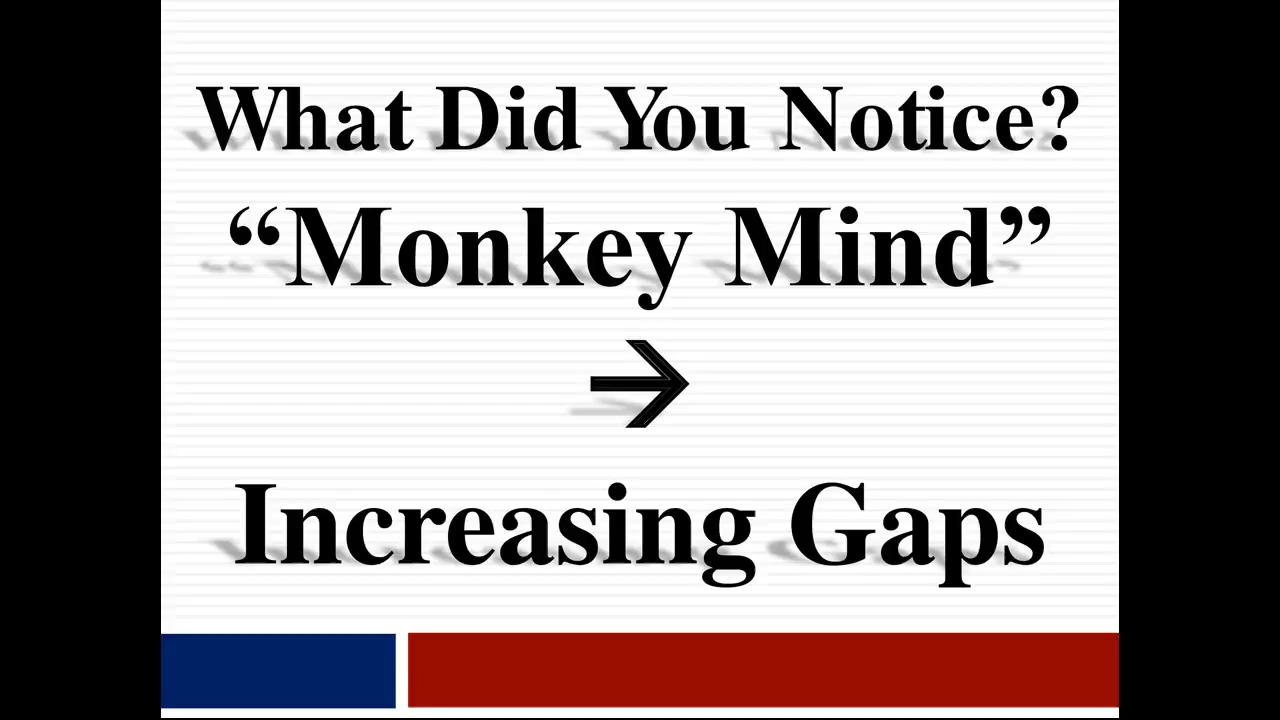 What Did You Notice?
“Monkey Mind”
→
Increasing Gaps